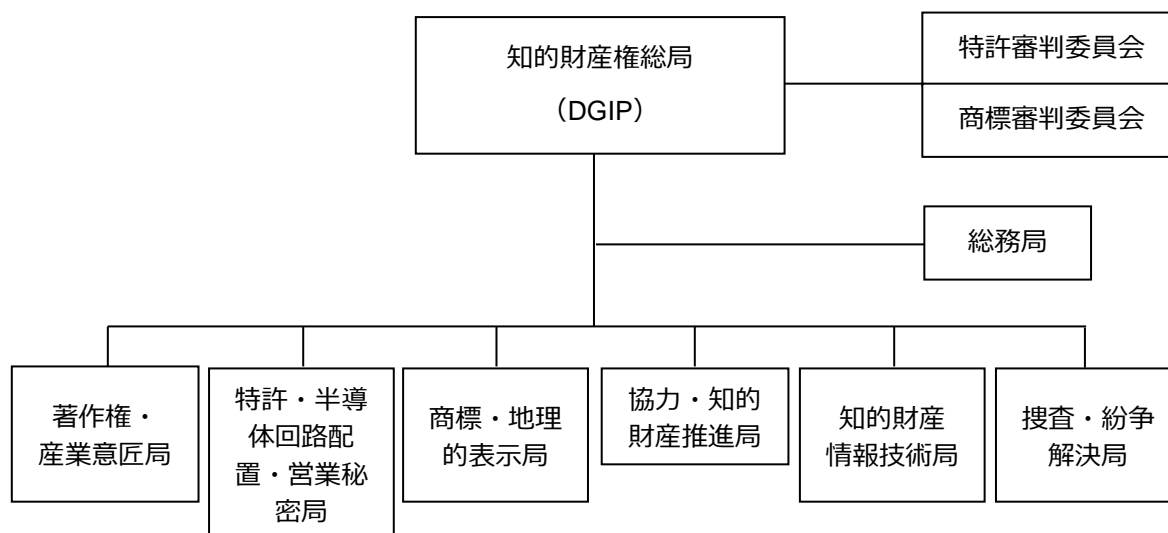 知的財産権総局
（DGIP）
特許審判委員会
商標審判委員会
総務局
著作権・
産業意匠局
特許・半導
体回路配
置・営業秘
密局
商標・地理
的表示局
協力・知的
財産推進局
知的財産
情報技術局
捜査・紛争
解決局